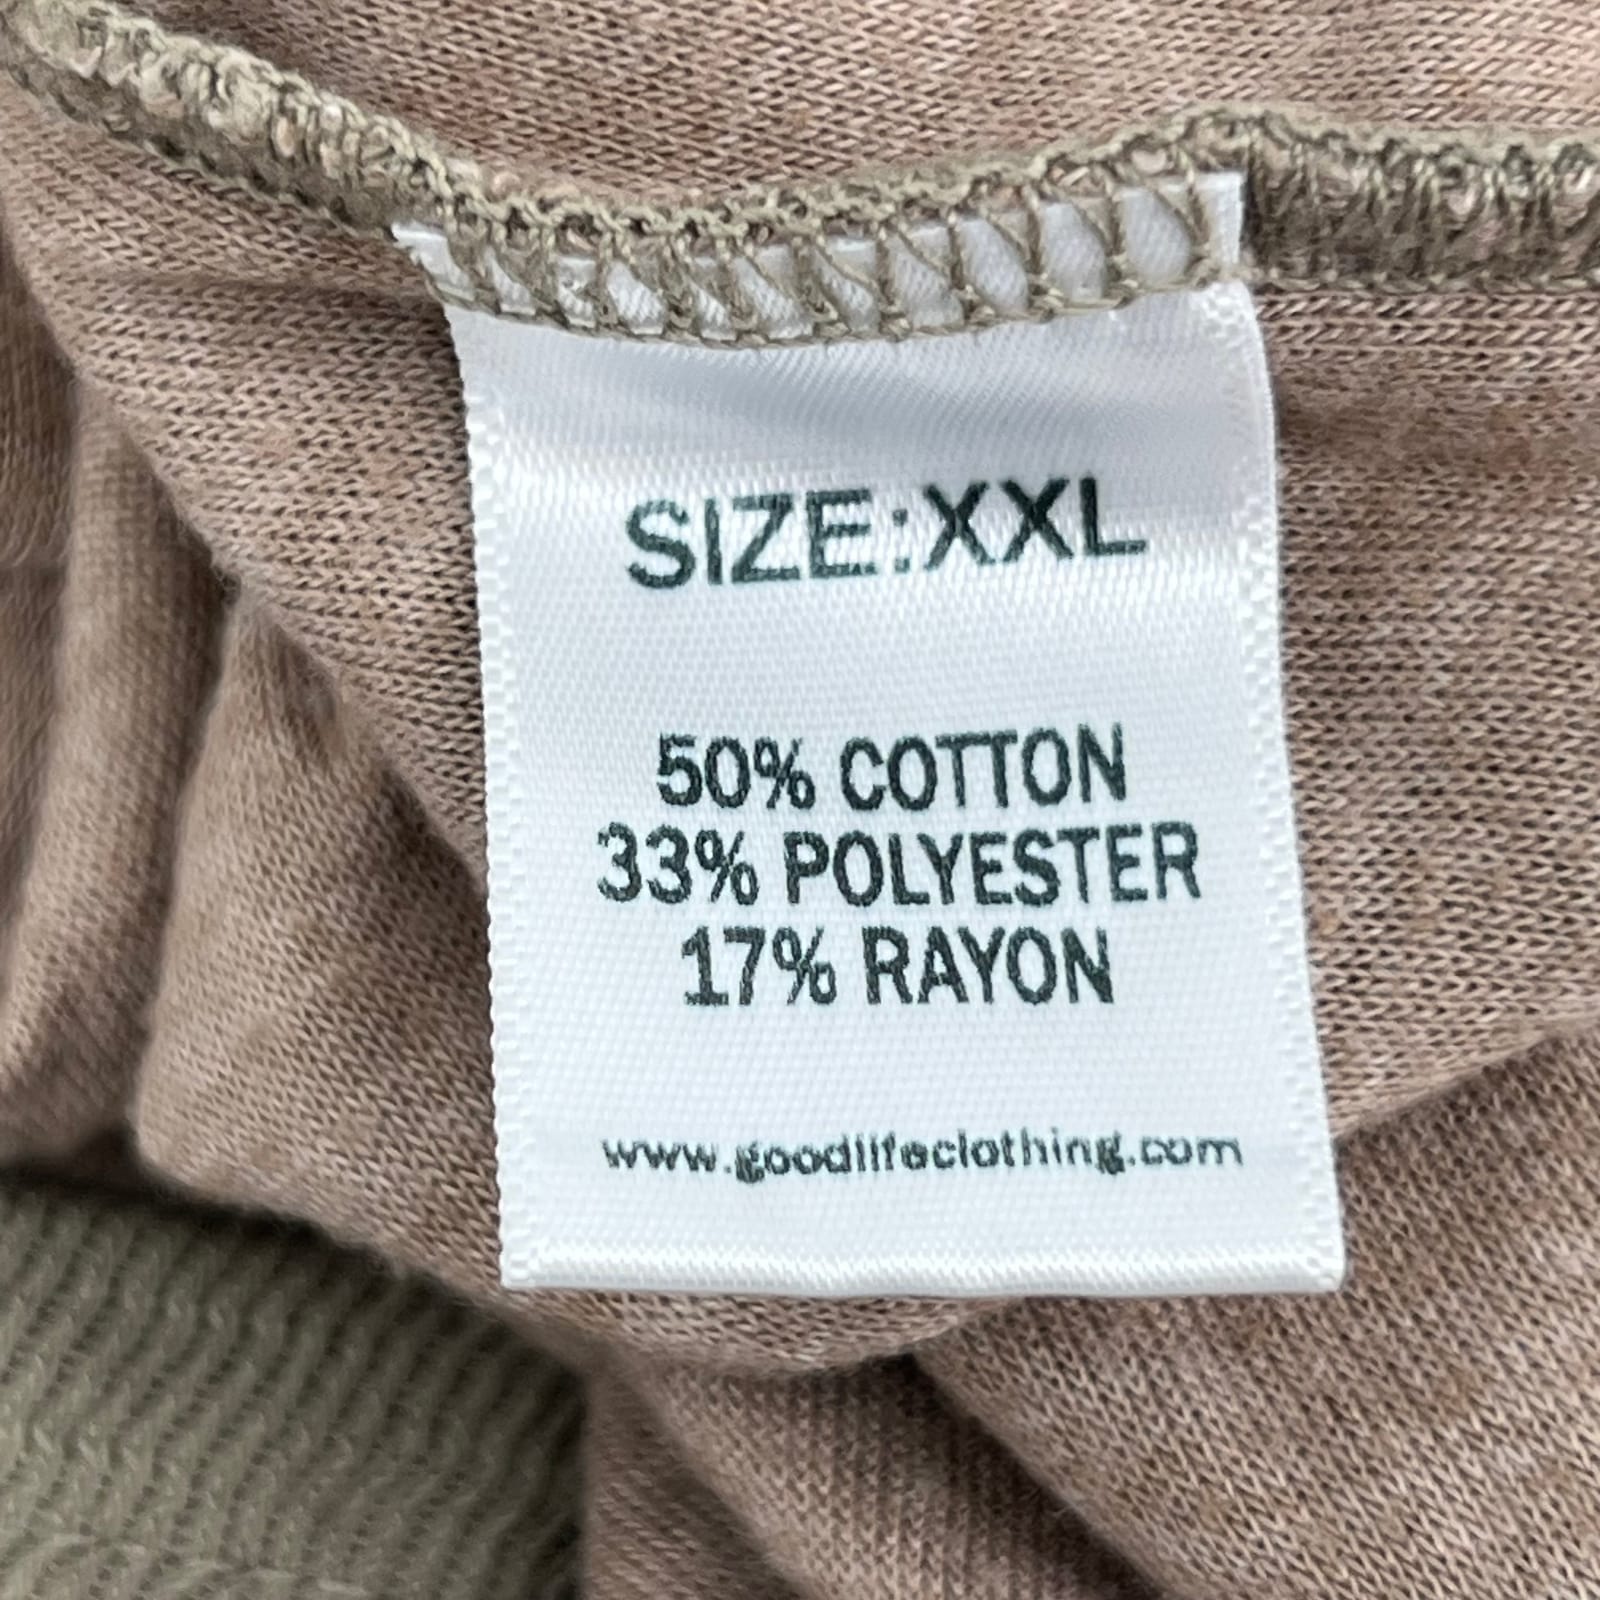 SIZE:XXL
50% COTTON
33% POLYESTER
17% RAYON
www.goodlifeclothing.com